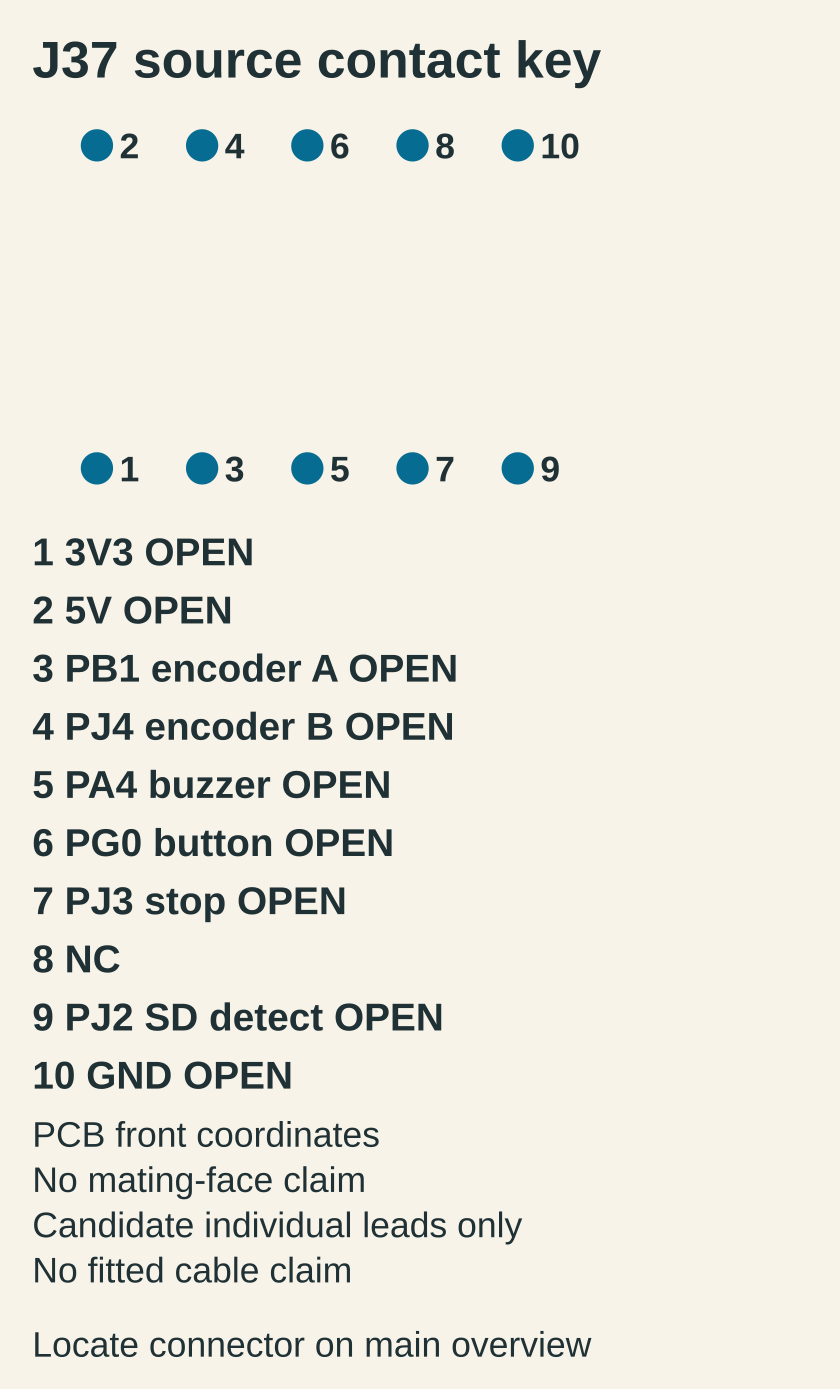 J37 source contact key
2 4 6 8 10
1 3 5 7 9
1 3V3 OPEN
2 5V OPEN
3 PB1 encoder A OPEN
4 PJ4 encoder B OPEN
5 PA4 buzzer OPEN
6 PG0 button OPEN
7 PJ3 stop OPEN
8 NC
9 PJ2 SD detect OPEN
10 GND OPEN
PCB front coordinates
No mating-face claim
Candidate individual leads only
No fitted cable claim
Locate connector on main overview